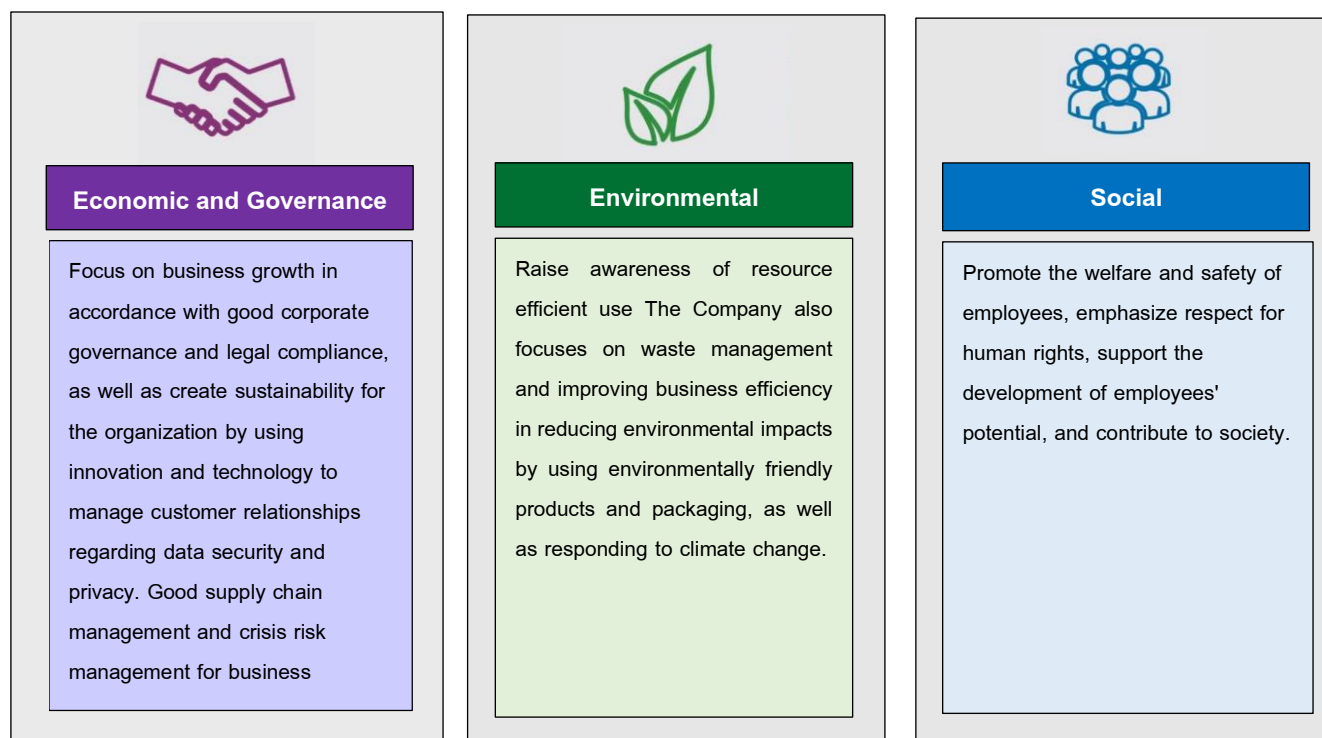 Economic and Governance
Focus on business growth in
accordance with good corporate
governance and legal compliance,
as well as create sustainability for
the organization by using
innovation and technology to
manage customer relationships
regarding data security and
privacy. Good supply chain
management and crisis risk
management for business
Environmental
Raise awareness of resource
efficient use The Company also
focuses on waste management
and improving business efficiency
in reducing environmental impacts
by using environmentally friendly
products and packaging, as well
as responding to climate change.
Social
Promote the welfare and safety of
employees, emphasize respect for
human rights, support the
development of employees'
potential, and contribute to society.